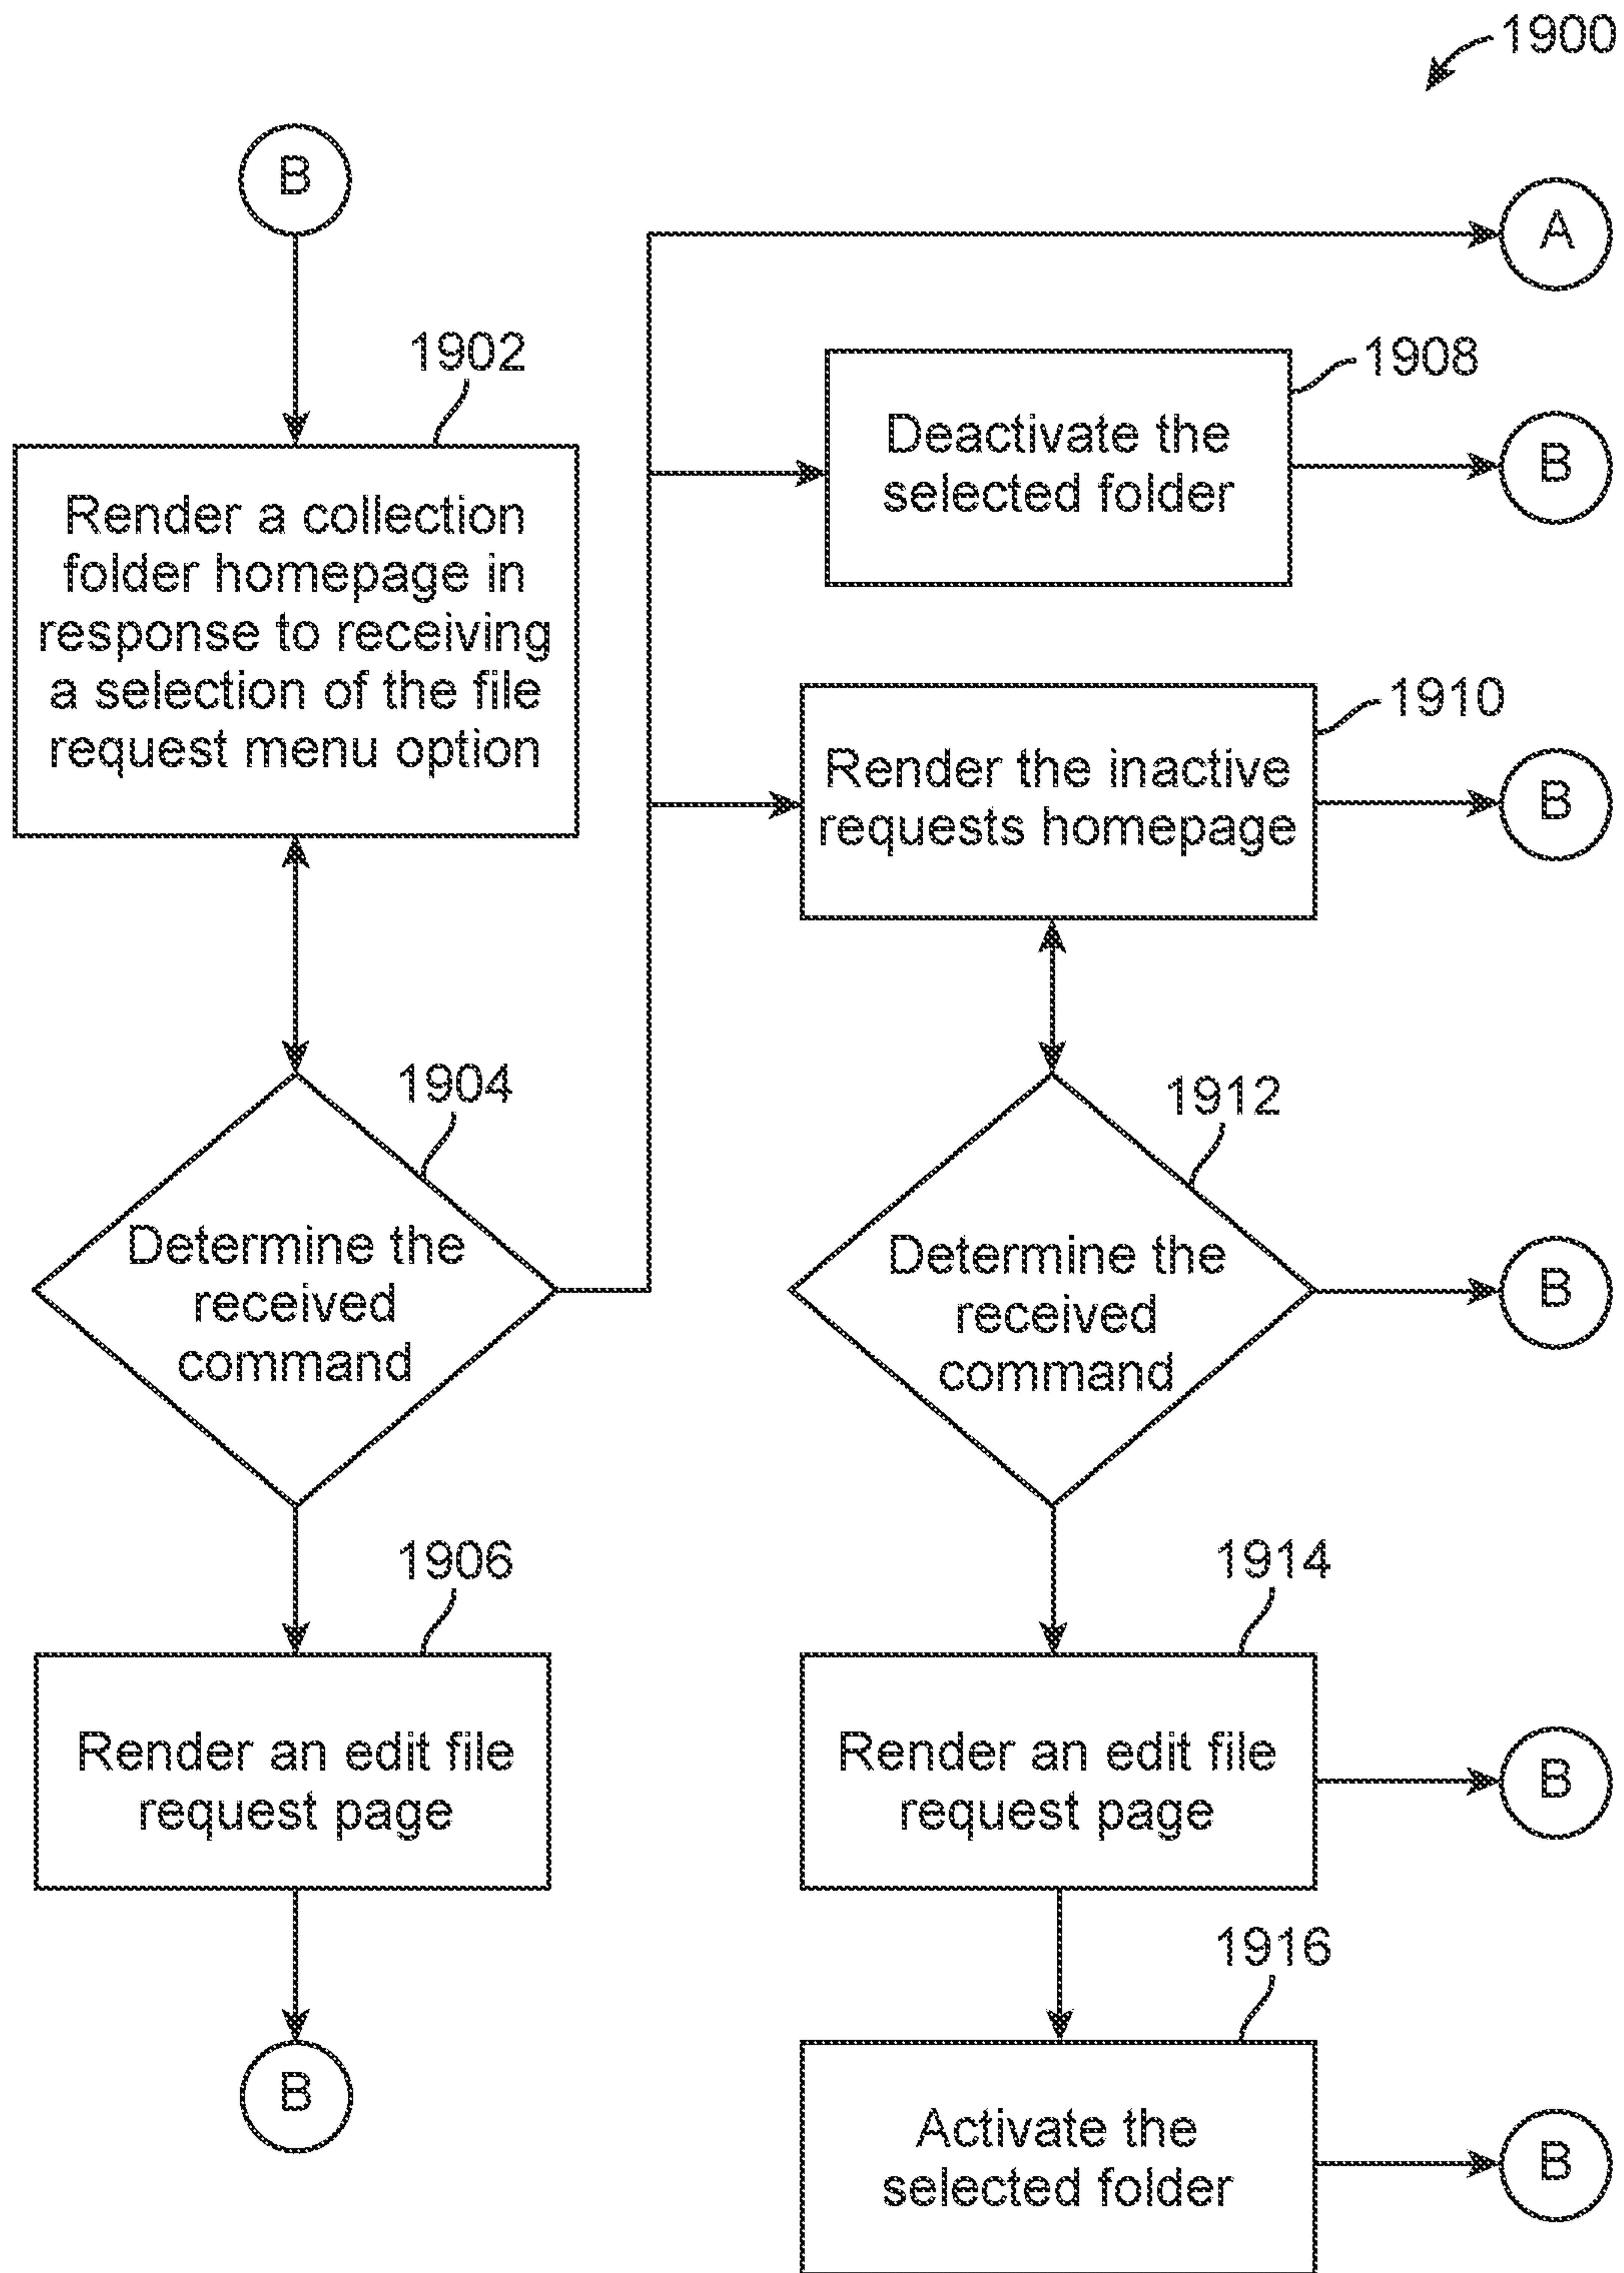 1900
B
A
1902
Render a collection
folder homepage in
response to receiving
a selection of the file
request menu option
1908
Deactivate the
selected folder
B
1910
Render the inactive
requests homepage
B
1904
Determine the
received
command
1912
Determine the
received
command
B
1906
Render an edit file
request page
B
1914
Render an edit file
request page
B
1916
Activate the
selected folder
B